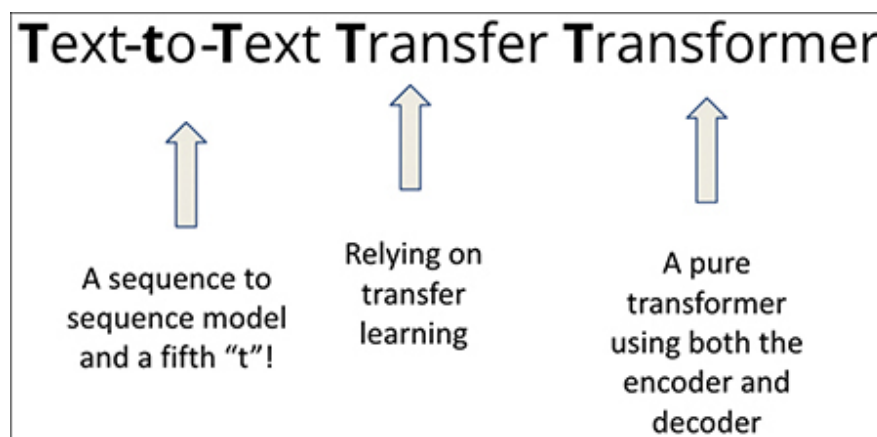 Text-to-Text Transfer Transformer
A sequence to
sequence model
and a fifth “t”!
Relying on
transfer
learning
A pure
transformer
using both the
encoder and
decoder